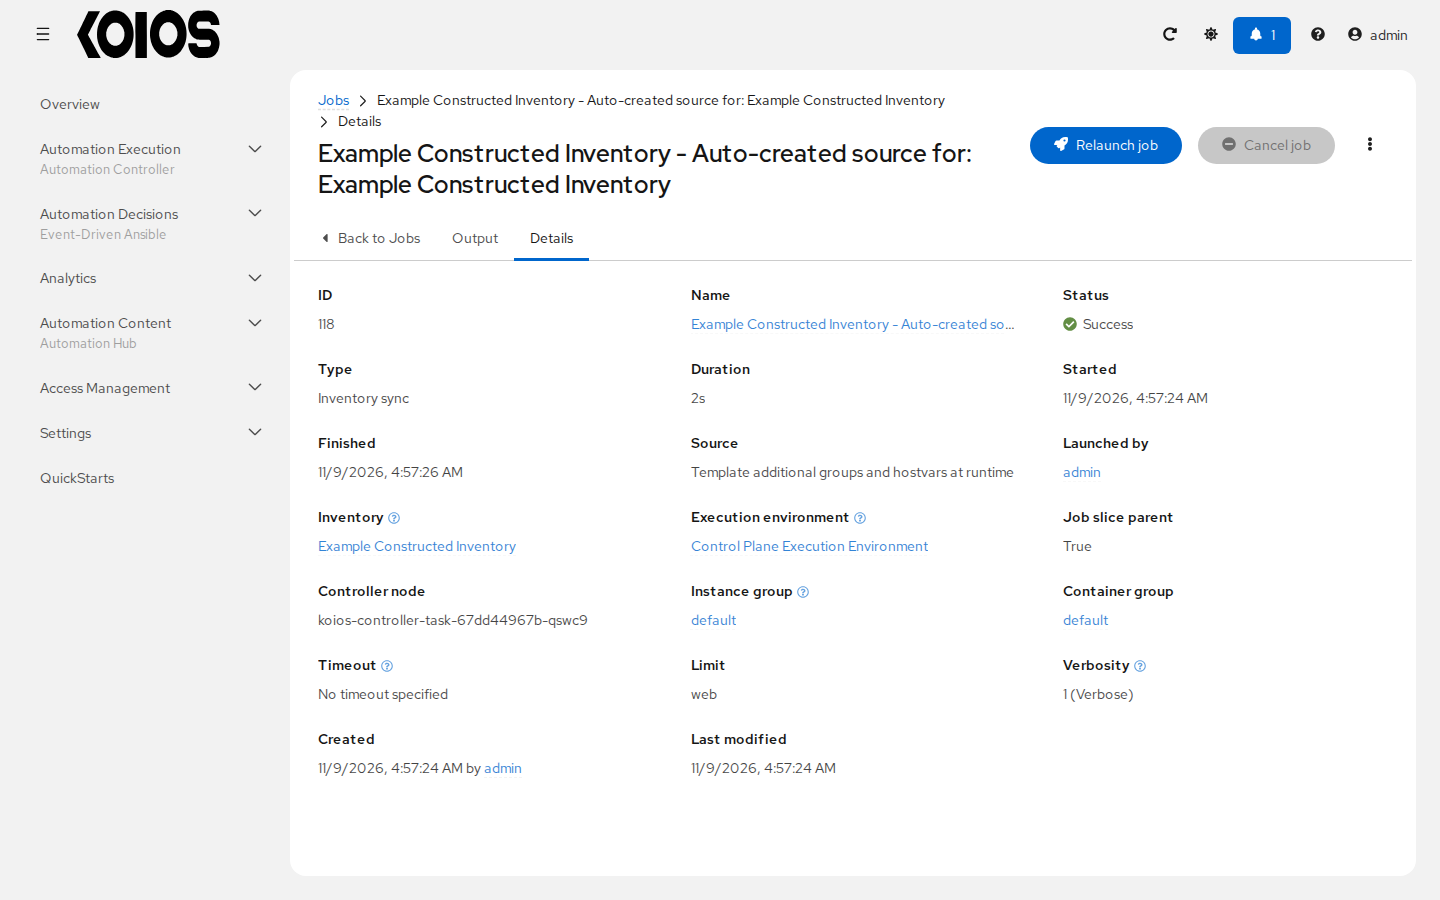 KOIOS
1
admin
Overview
Automation Execution
Automation Controller
Automation Decisions
Event-Driven Ansible
Analytics
Automation Content
Automation Hub
Access Management
Settings
QuickStarts
Jobs
Example Constructed Inventory - Auto-created source for: Example Constructed Inventory
Details
Example Constructed Inventory - Auto-created source for:
Example Constructed Inventory
Relaunch job
Cancel job
Back to Jobs
Output
Details
ID
118
Name
Example Constructed Inventory - Auto-created so...
Status
Success
Type
Inventory sync
Duration
2s
Started
11/9/2026, 4:57:24 AM
Finished
11/9/2026, 4:57:26 AM
Source
Template additional groups and hostvars at runtime
Launched by
admin
Inventory
Example Constructed Inventory
Execution environment
Control Plane Execution Environment
Job slice parent
True
Controller node
koios-controller-task-67dd44967b-qswc9
Instance group
default
Container group
default
Timeout
No timeout specified
Limit
web
Verbosity
1 (Verbose)
Created
11/9/2026, 4:57:24 AM by admin
Last modified
11/9/2026, 4:57:24 AM